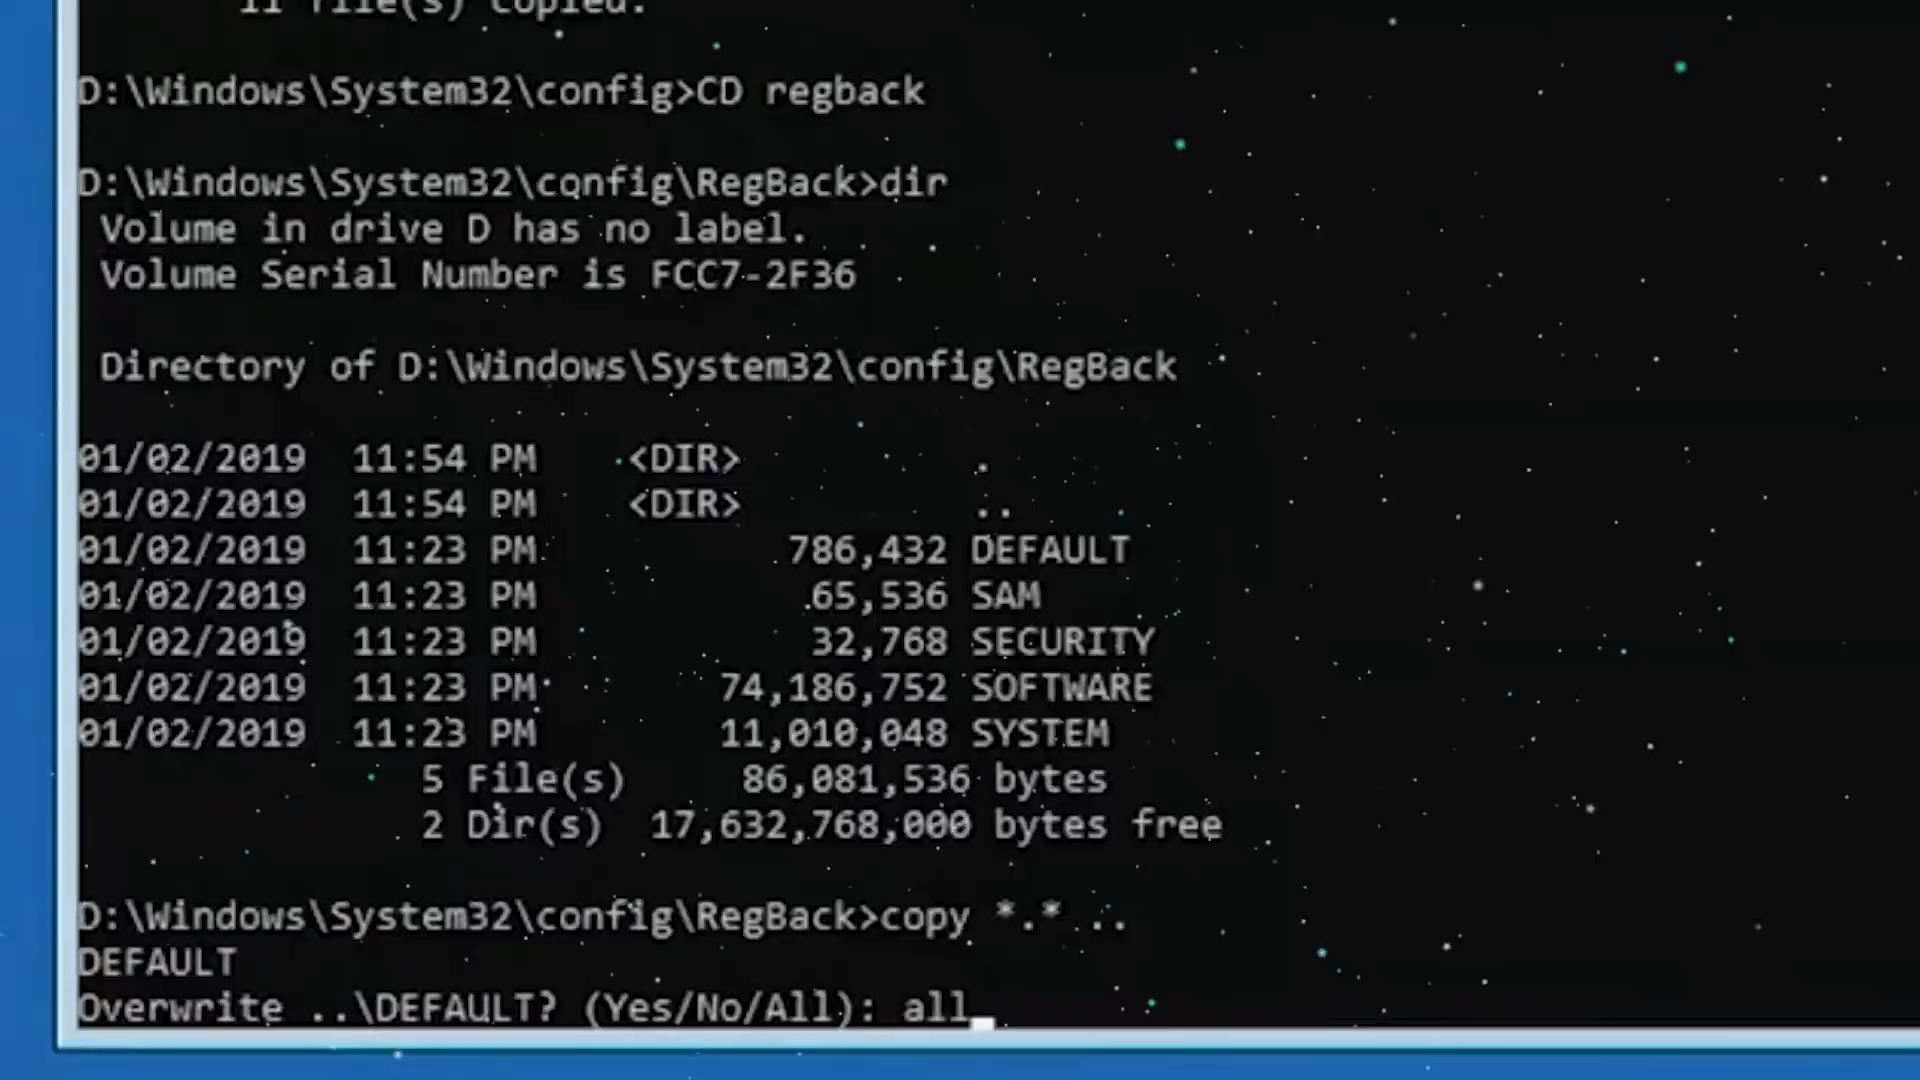 11 file(s) copied.
D:\Windows\System32\config>CD regback
D:\Windows\System32\config\RegBack>dir
Volume in drive D has no label.
Volume Serial Number is FCC7-2F36
Directory of D:\Windows\System32\config\RegBack
01/02/2019  11:54 PM    <DIR>          .
01/02/2019  11:54 PM    <DIR>          ..
01/02/2019  11:23 PM           786,432 DEFAULT
01/02/2019  11:23 PM            65,536 SAM
01/02/2019  11:23 PM            32,768 SECURITY
01/02/2019  11:23 PM        74,186,752 SOFTWARE
01/02/2019  11:23 PM        11,010,048 SYSTEM
5 File(s)     86,081,536 bytes
2 Dir(s)  17,632,768,000 bytes free
D:\Windows\System32\config\RegBack>copy *.* ..
DEFAULT
Overwrite ..\DEFAULT? (Yes/No/All): all